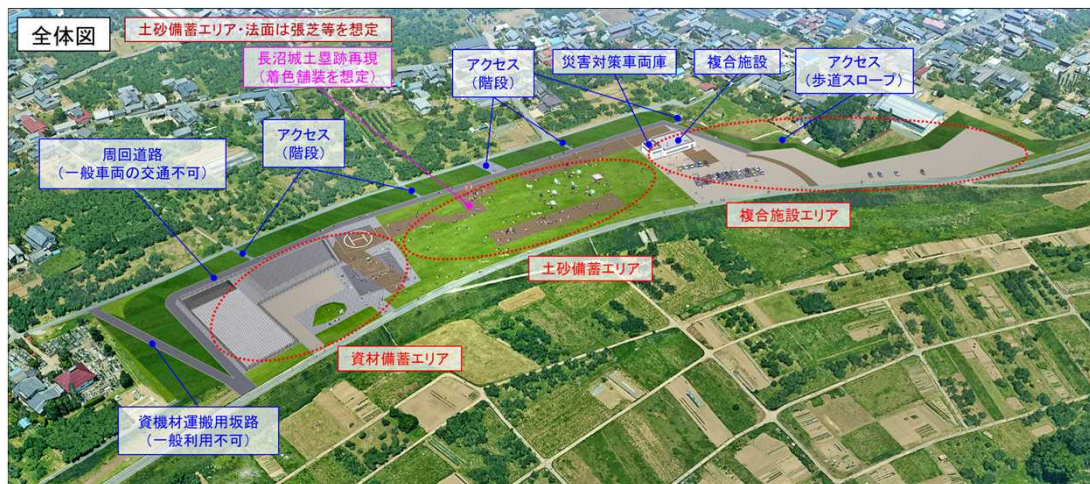 全体図
土砂備蓄エリア・法面は張芝等を想定
長沼城土塁跡再現
(着色舗装を想定)
アクセス
(階段)
災害対策車両庫
複合施設
アクセス
(歩道スロープ)
アクセス
(階段)
周回道路
(一般車両の交通不可)
複合施設エリア
土砂備蓄エリア
資材備蓄エリア
資機材運搬用坂路
(一般利用不可)